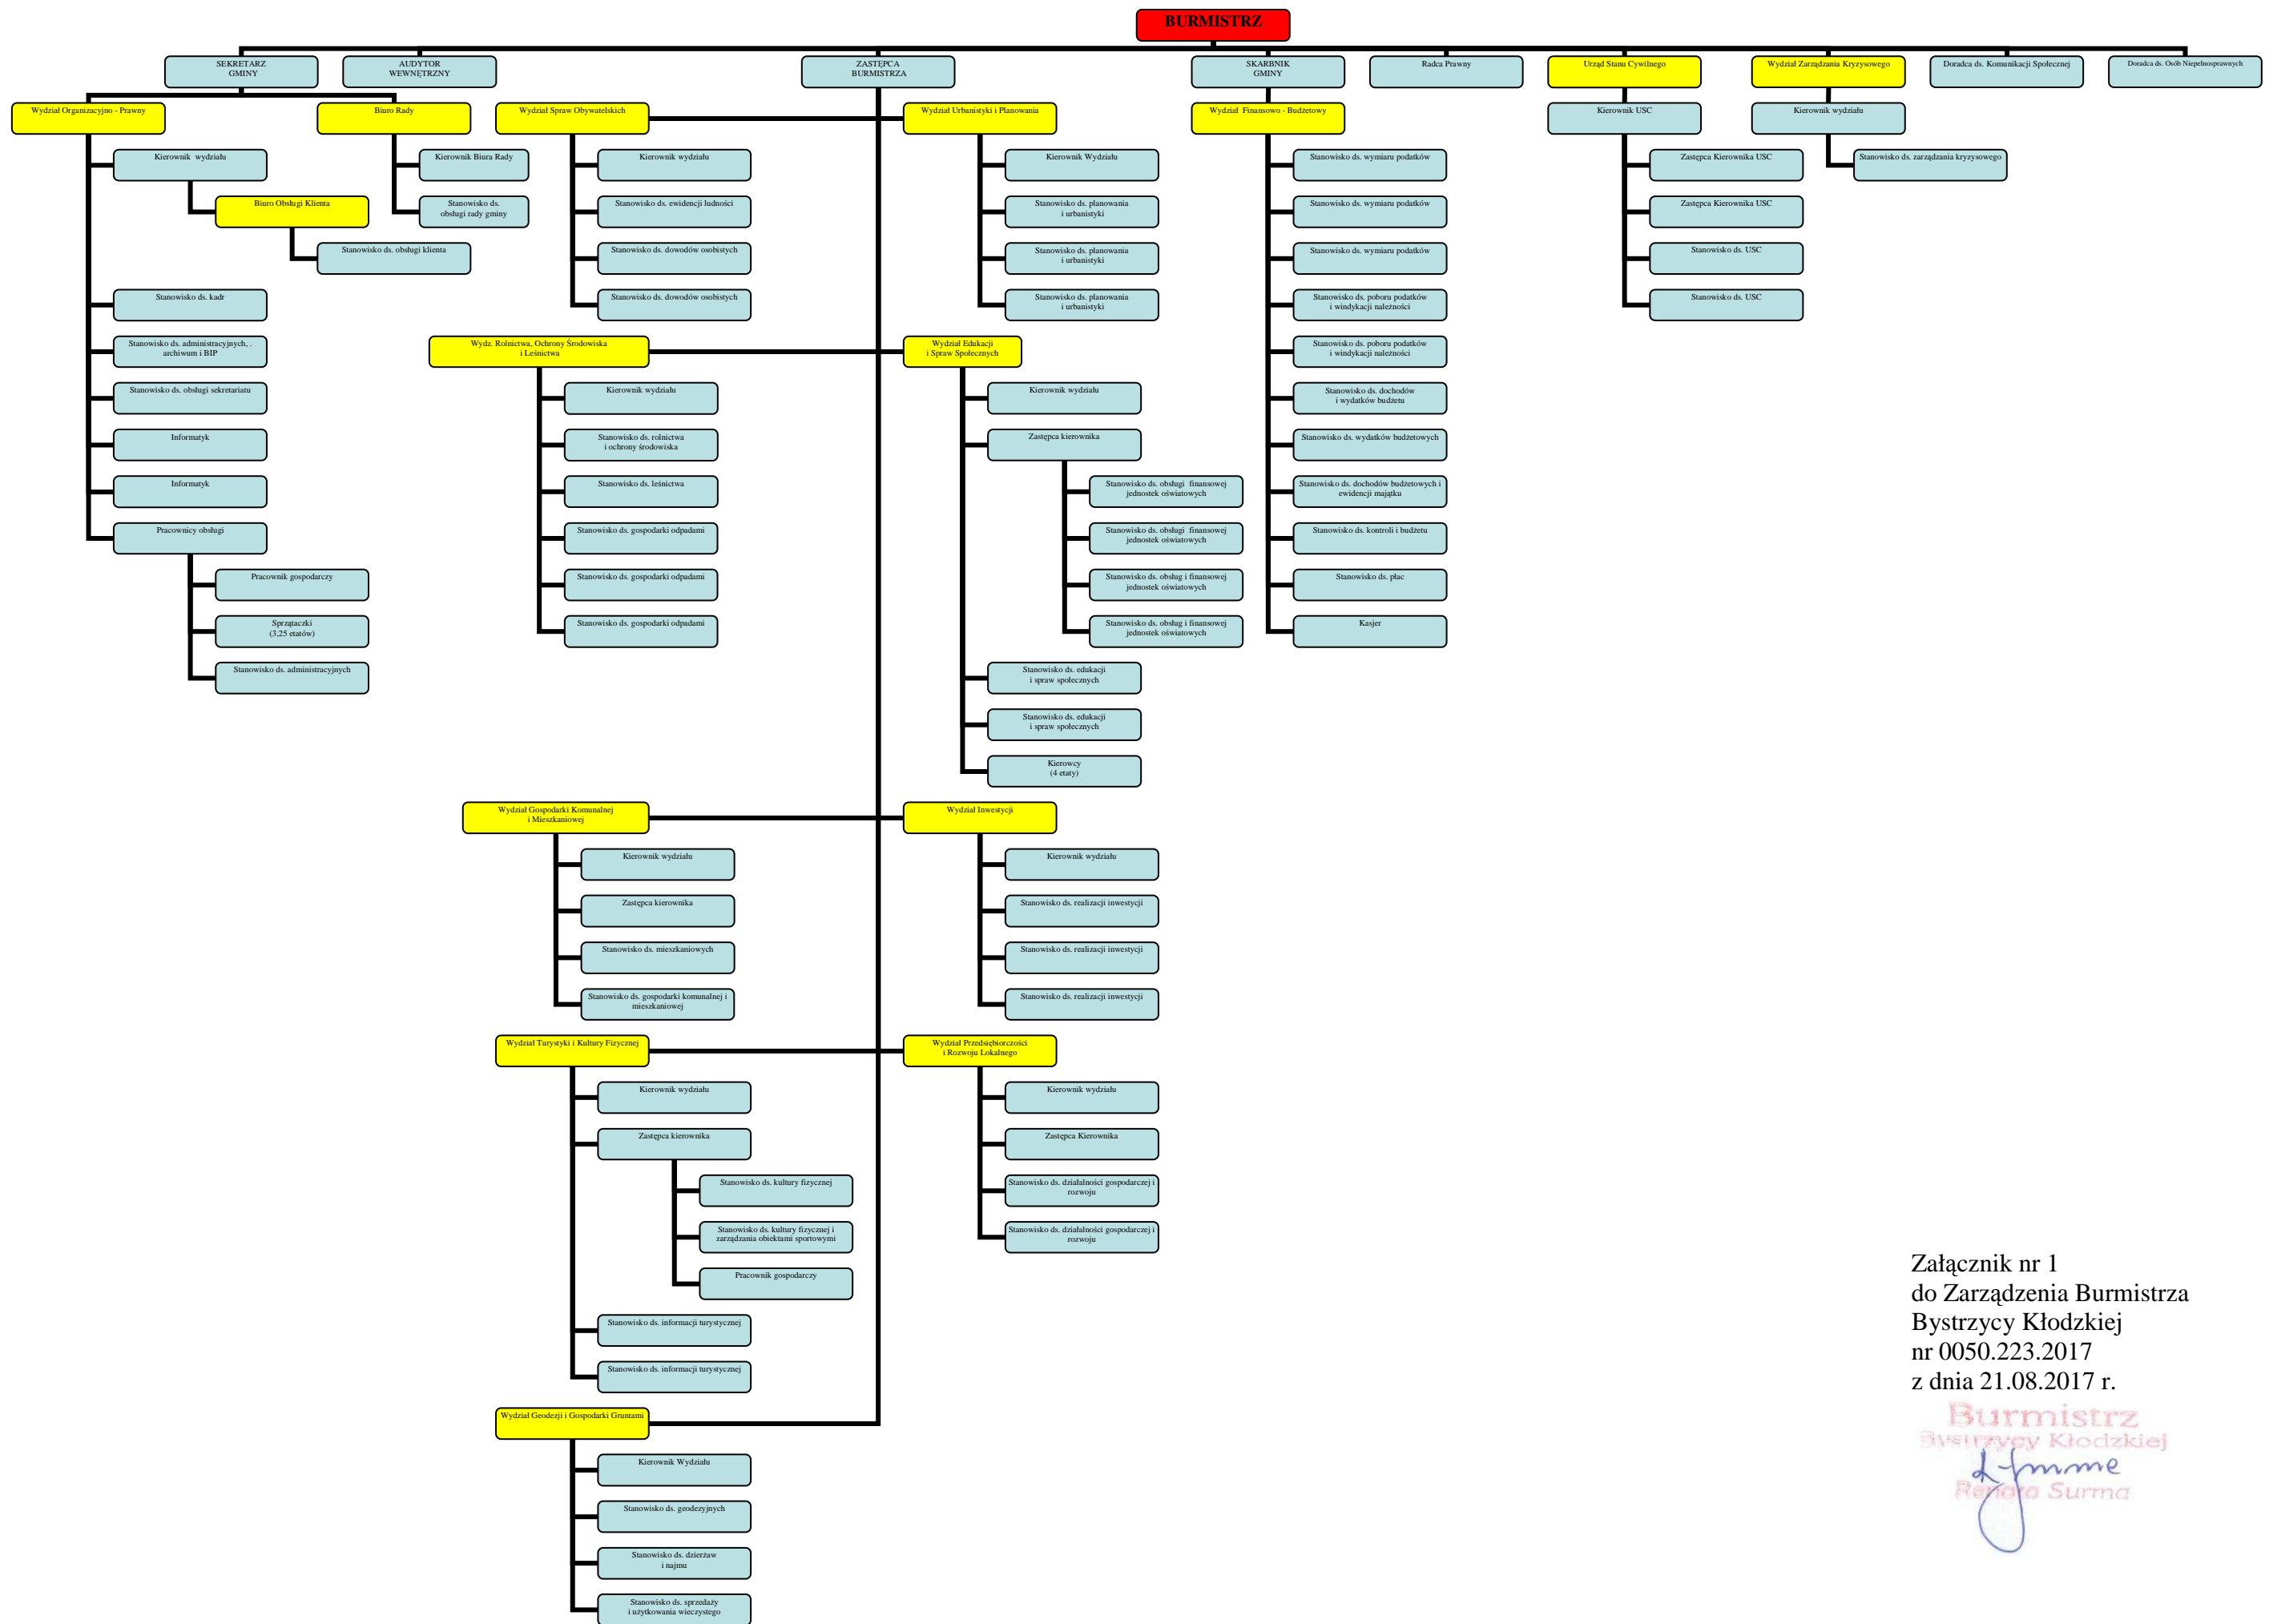 BURMISTRZ
SEKRETARZ
GMINY
AUDYTOR
WEWNĘTRZNY
ZASTĘPCA
BURMISTRZA
SKARBNIK
GMINY
Radca Prawny
Urząd Stanu Cywilnego
Wydział Zarządzania Kryzysowego
Doradca ds. Komunikacji Społecznej
Doradca ds. Osób Niepełnosprawnych
Wydział Organizacyjno - Prawny
Kierownik wydziału
Biuro Obsługi Klienta
Stanowisko ds. obsługi klienta
Stanowisko ds. kadr
Stanowisko ds. administracyjnych, .
archiwum i BIP
Stanowisko ds. obsługi sekretariatu
Informatyk
Informatyk
Pracownicy obsługi
Pracownik gospodarczy
Sprzątaczki
(3,25 etatów)
Stanowisko ds. administracyjnych
Biuro Rady
Kierownik Biura Rady
Stanowisko ds.
obsługi rady gminy
Wydział Spraw Obywatelskich
Kierownik wydziału
Stanowisko ds. ewidencji ludności
Stanowisko ds. dowodów osobistych
Stanowisko ds. dowodów osobistych
Wydział Urbanistyki i Planowania
Kierownik Wydziału
Stanowisko ds. planowania
i urbanistyki
Stanowisko ds. planowania
i urbanistyki
Stanowisko ds. planowania
i urbanistyki
Wydz. Rolnictwa, Ochrony Środowiska
i Leśnictwa
Kierownik wydziału
Stanowisko ds. rolnictwa
i ochrony środowiska
Stanowisko ds. leśnictwa
Stanowisko ds. gospodarki odpadami
Stanowisko ds. gospodarki odpadami
Stanowisko ds. gospodarki odpadami
Wydział Edukacji
i Spraw Społecznych
Kierownik wydziału
Zastępca kierownika
Stanowisko ds. obsługi finansowej
jednostek oświatowych
Stanowisko ds. obsługi finansowej
jednostek oświatowych
Stanowisko ds. obsług i finansowej
jednostek oświatowych
Stanowisko ds. obsług i finansowej
jednostek oświatowych
Stanowisko ds. edukacji
i spraw społecznych
Stanowisko ds. edukacji
i spraw społecznych
Kierowcy
(4 etaty)
Wydział Gospodarki Komunalnej
i Mieszkaniowej
Kierownik wydziału
Zastępca kierownika
Stanowisko ds. mieszkaniowych
Stanowisko ds. gospodarki komunalnej i
mieszkaniowej
Wydział Inwestycji
Kierownik wydziału
Stanowisko ds. realizacji inwestycji
Stanowisko ds. realizacji inwestycji
Stanowisko ds. realizacji inwestycji
Wydział Turystyki i Kultury Fizycznej
Kierownik wydziału
Zastępca kierownika
Stanowisko ds. kultury fizycznej
Stanowisko ds. kultury fizycznej i
zarządzania obiektami sportowymi
Pracownik gospodarczy
Stanowisko ds. informacji turystycznej
Stanowisko ds. informacji turystycznej
Wydział Przedsiębiorczości
i Rozwoju Lokalnego
Kierownik wydziału
Zastępca Kierownika
Stanowisko ds. działalności gospodarczej i
rozwoju
Stanowisko ds. działalności gospodarczej i
rozwoju
Wydział Geodezji i Gospodarki Gruntami
Kierownik Wydziału
Stanowisko ds. geodezyjnych
Stanowisko ds. dzierżaw
i najmu
Stanowisko ds. sprzedaży
i użytkowania wieczystego
Wydział Finansowo - Budżetowy
Stanowisko ds. wymiaru podatków
Stanowisko ds. wymiaru podatków
Stanowisko ds. wymiaru podatków
Stanowisko ds. poboru podatków
i windykacji należności
Stanowisko ds. poboru podatków
i windykacji należności
Stanowisko ds. dochodów
i wydatków budżetu
Stanowisko ds. wydatków budżetowych
Stanowisko ds. dochodów budżetowych i
ewidencji majątku
Stanowisko ds. kontroli i budżetu
Stanowisko ds. płac
Kasjer
Kierownik USC
Zastępca Kierownika USC
Zastępca Kierownika USC
Stanowisko ds. USC
Stanowisko ds. USC
Kierownik wydziału
Stanowisko ds. zarządzania kryzysowego
Załącznik nr 1
do Zarządzenia Burmistrza
Bystrzycy Kłodzkiej
nr 0050.223.2017
z dnia 21.08.2017 r.
Burmistrz
Bystrzycy Kłodzkiej
Renata Surma